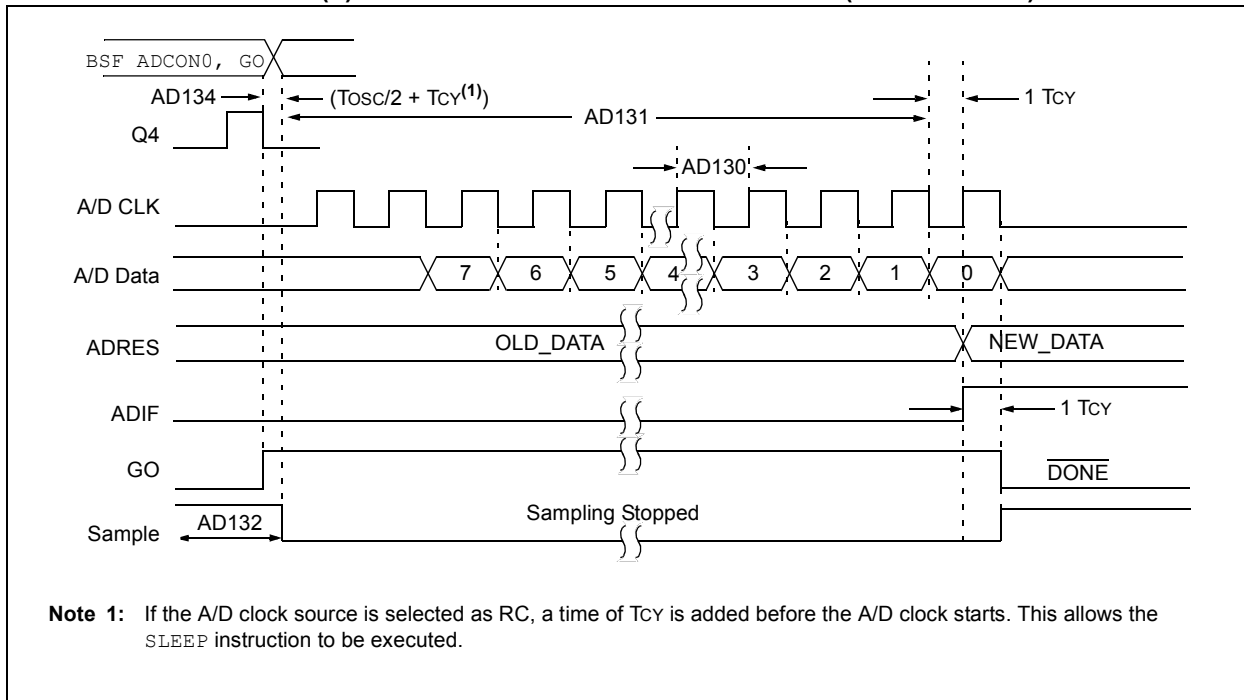 BSF ADCON0, GO
AD134
(TOSC/2 + TCY(1))
1 TCY
AD131
Q4
AD130
A/D CLK
A/D Data
7 6 5 4 3 2 1 0
ADRES
OLD_DATA
NEW_DATA
ADIF
1 TCY
GO
DONE
Sample
AD132
Sampling Stopped
Note 1: If the A/D clock source is selected as RC, a time of TCY is added before the A/D clock starts. This allows the
SLEEP instruction to be executed.